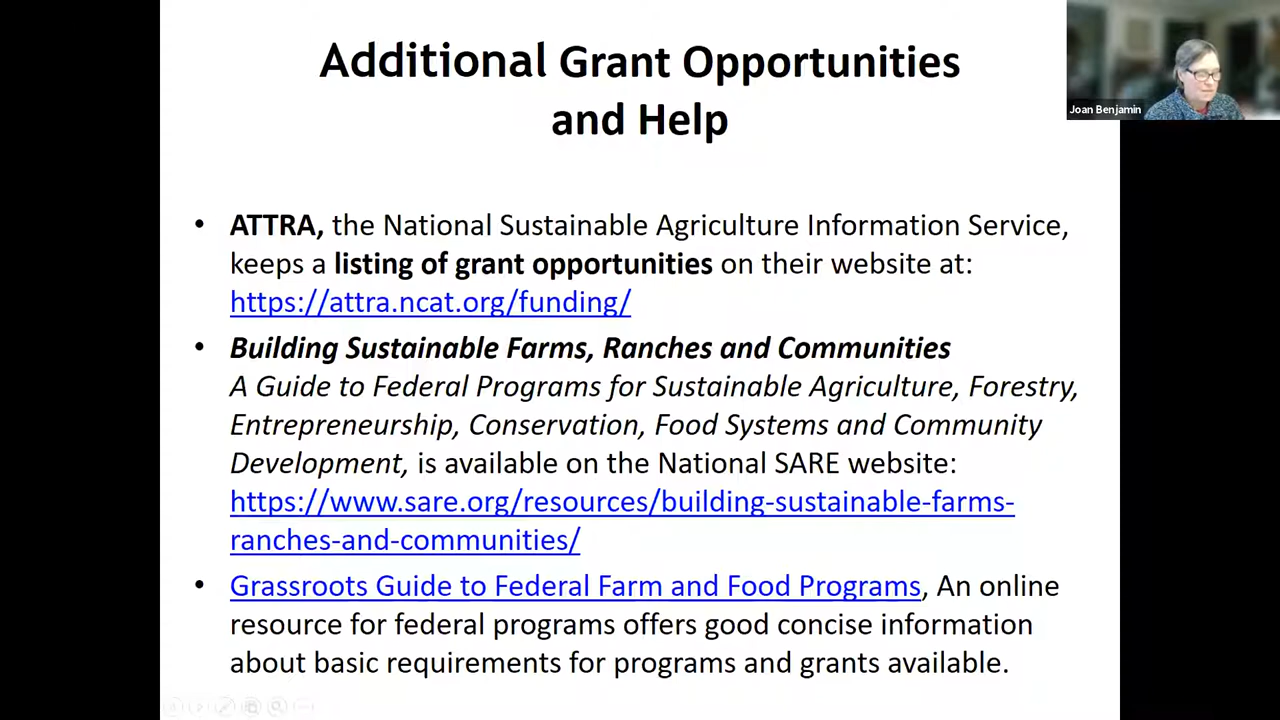 Additional Grant Opportunities
and Help
Joan Benjamin
• ATTRA, the National Sustainable Agriculture Information Service,
keeps a listing of grant opportunities on their website at:
https://attra.ncat.org/funding/
• Building Sustainable Farms, Ranches and Communities
A Guide to Federal Programs for Sustainable Agriculture, Forestry,
Entrepreneurship, Conservation, Food Systems and Community
Development, is available on the National SARE website:
https://www.sare.org/resources/building-sustainable-farms-
ranches-and-communities/
• Grassroots Guide to Federal Farm and Food Programs, An online
resource for federal programs offers good concise information
about basic requirements for programs and grants available.